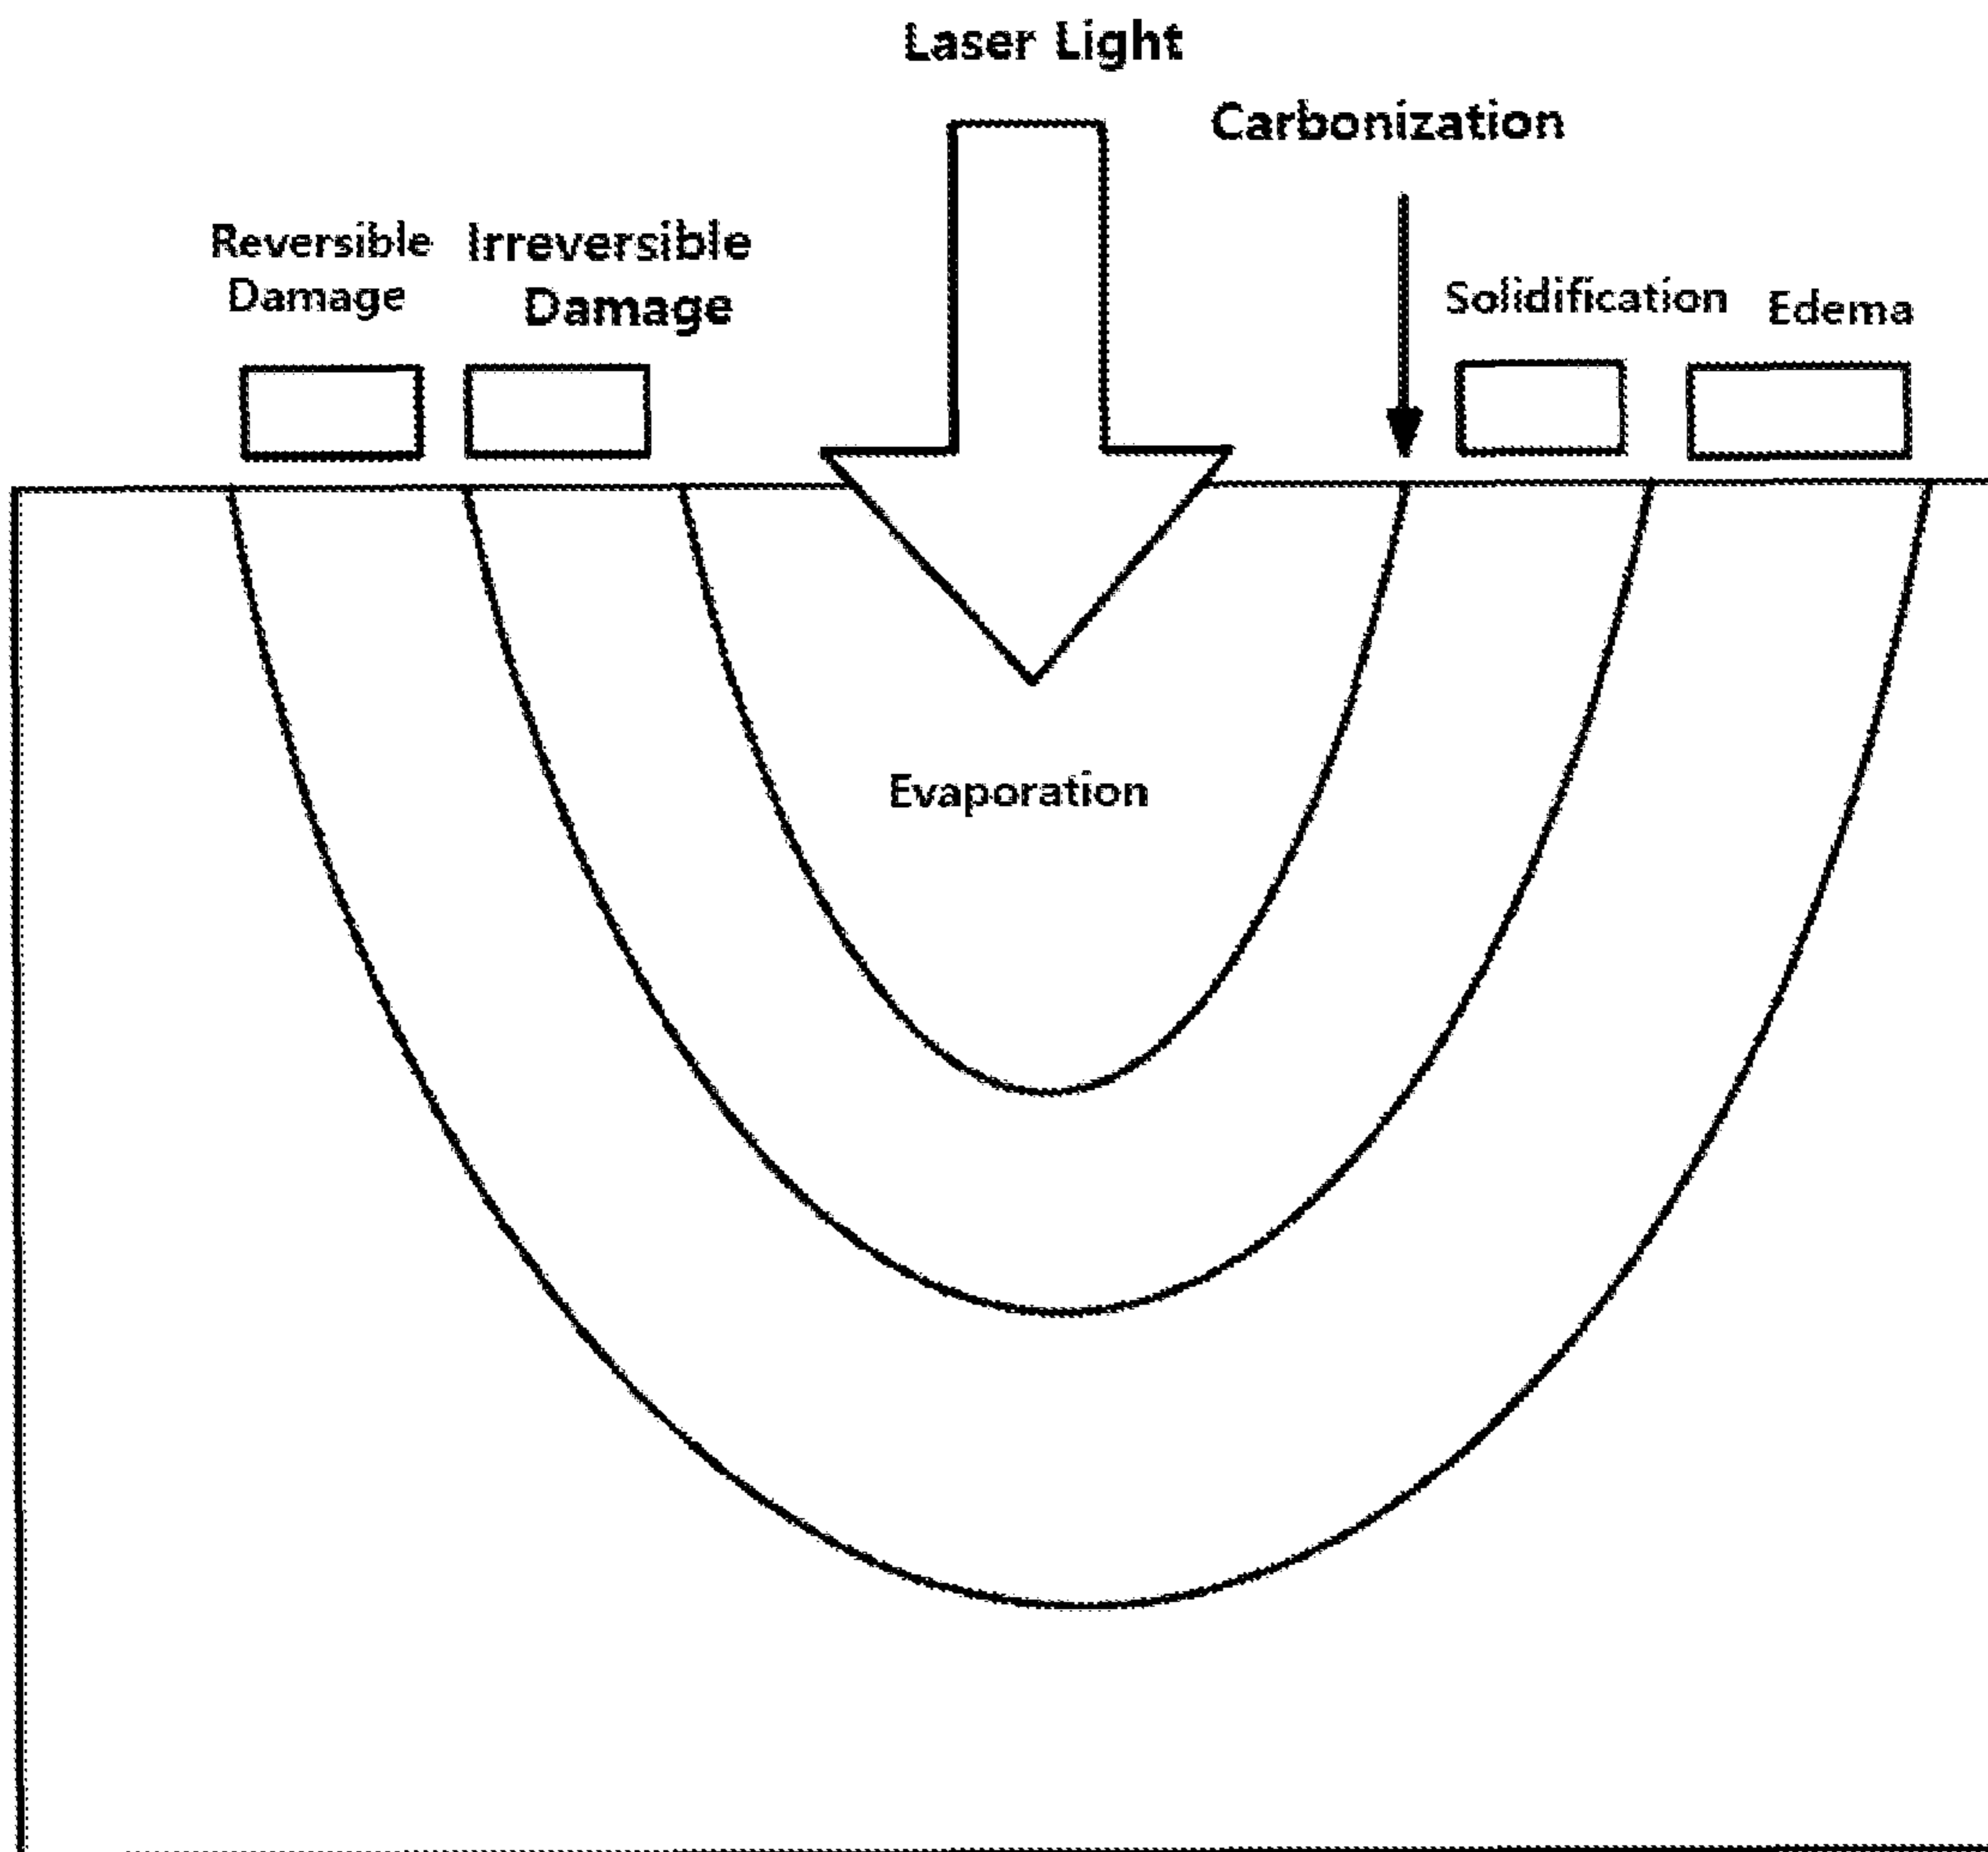 Laser Light
Carbonization
Reversible
Damage
Irreversible
Damage
Solidification
Edema
Evaporation